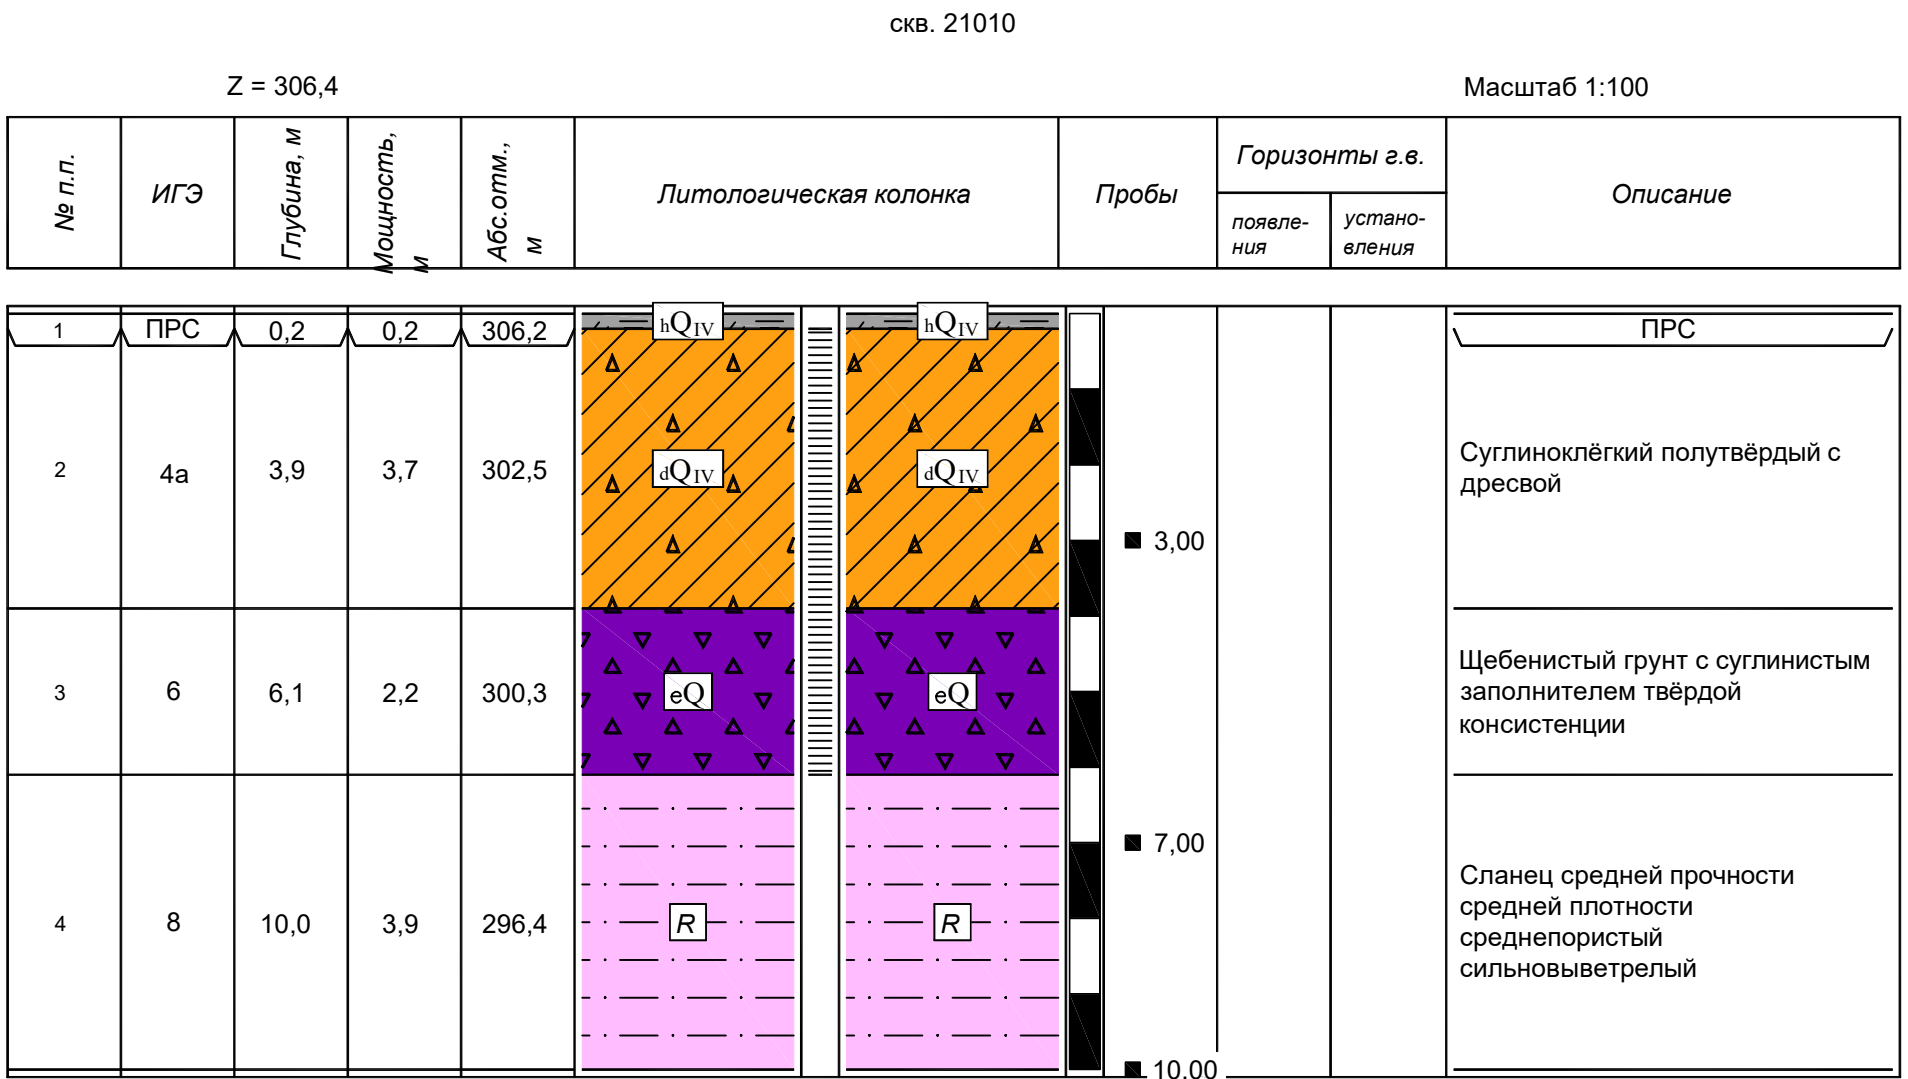 скв. 21010
Z = 306,4
Масштаб 1:100
№ п.п.
ИГЭ
Глубина, м
Мощность,
м
Абс.отм.,
м
Литологическая колонка
Пробы
Горизонты г.в.
появле-
ния
устано-
вления
Описание
1 ПРС 0,2 0,2 306,2 hQIV hQIV ПРС
2 4а 3,9 3,7 302,5 dQIV dQIV
Суглиноклёгкий полутвёрдый с
дресвой
3,00
3 6 6,1 2,2 300,3 eQ eQ
Щебенистый грунт с суглинистым
заполнителем твёрдой
консистенции
7,00
4 8 10,0 3,9 296,4 R R
Сланец средней прочности
средней плотности
среднепористый
сильновыветрелый
10,00